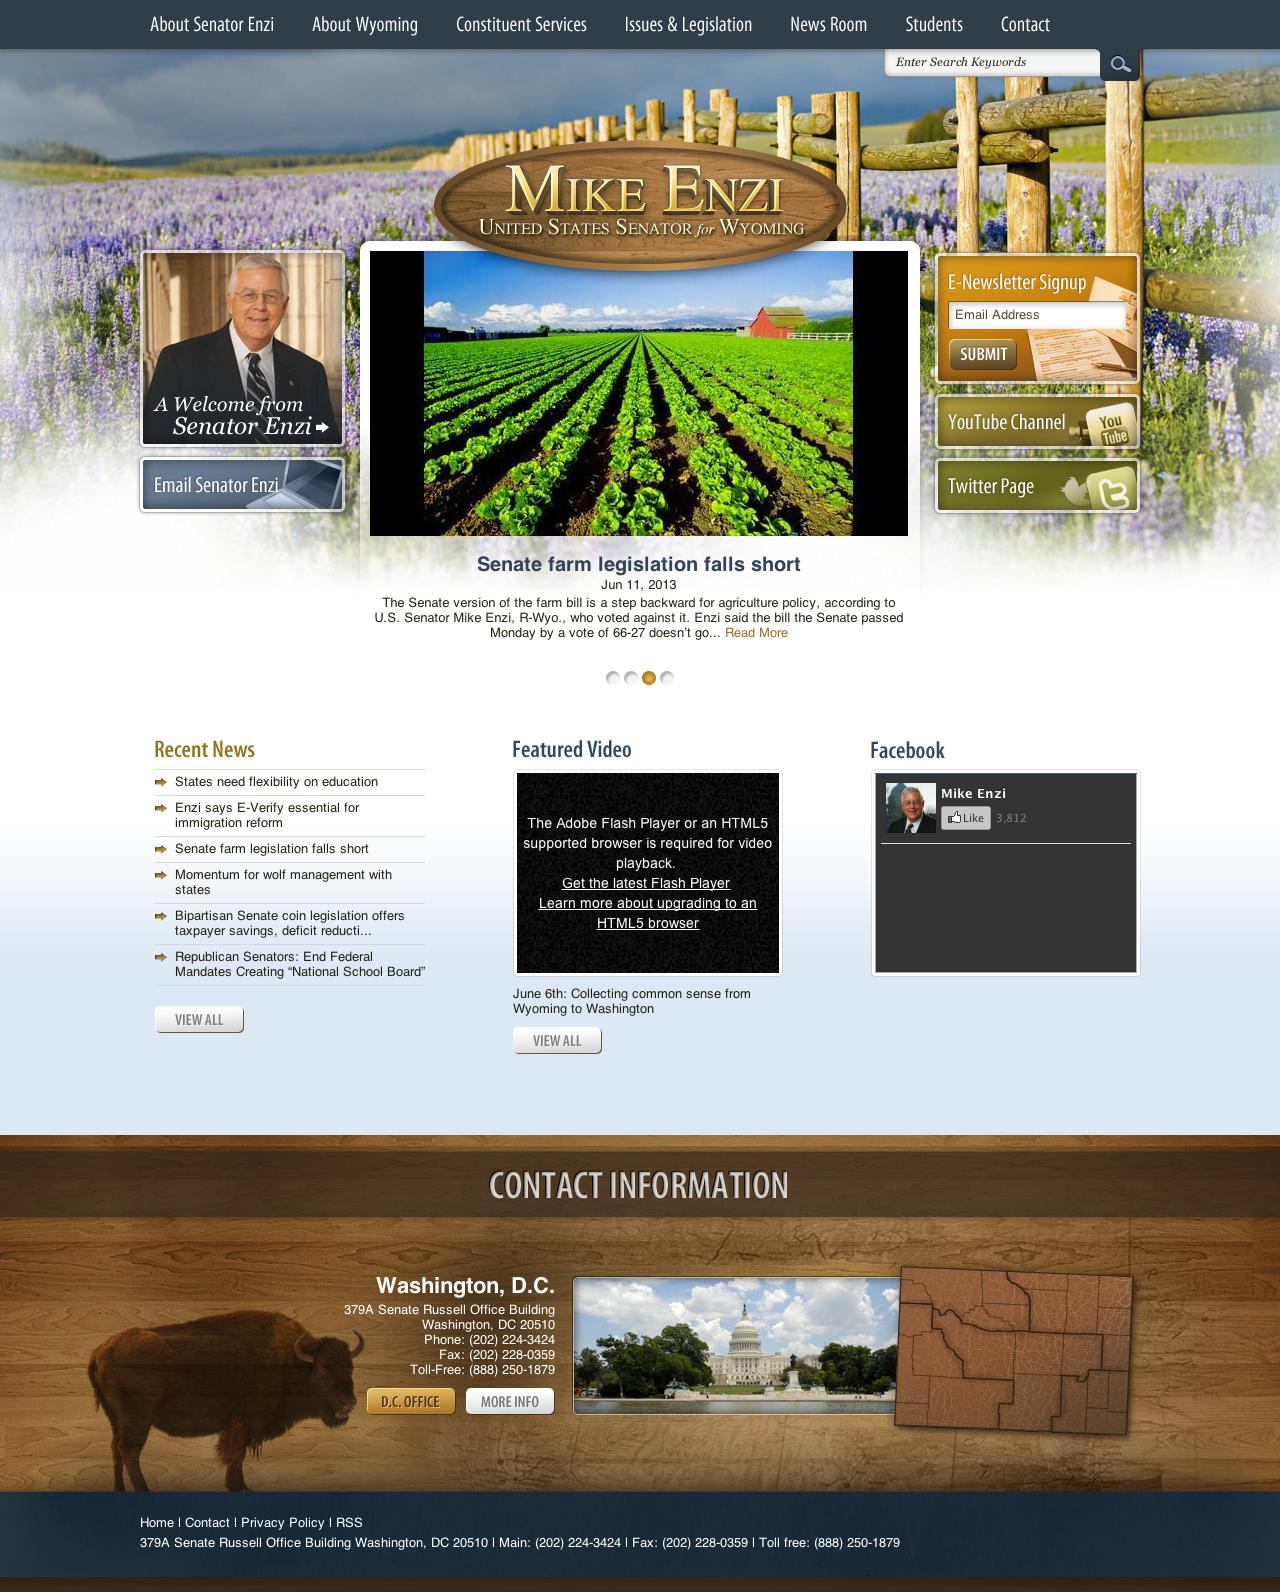 About Senator Enzi
About Wyoming
Constituent Services
Issues & Legislation
News Room
Students
Contact
Enter Search Keywords
Mike Enzi
United States Senator for Wyoming
A Welcome from
Senator Enzi
Email Senator Enzi
E-Newsletter Signup
Email Address
SUBMIT
YouTube Channel
You
Tube
Twitter Page
t
Senate farm legislation falls short
Jun 11, 2013
The Senate version of the farm bill is a step backward for agriculture policy, according to
U.S. Senator Mike Enzi, R-Wyo., who voted against it. Enzi said the bill the Senate passed
Monday by a vote of 66-27 doesn’t go... Read More
Recent News
States need flexibility on education
Enzi says E-Verify essential for
immigration reform
Senate farm legislation falls short
Momentum for wolf management with
states
Bipartisan Senate coin legislation offers
taxpayer savings, deficit reducti...
Republican Senators: End Federal
Mandates Creating “National School Board”
VIEW ALL
Featured Video
The Adobe Flash Player or an HTML5
supported browser is required for video
playback.
Get the latest Flash Player
Learn more about upgrading to an
HTML5 browser
June 6th: Collecting common sense from
Wyoming to Washington
VIEW ALL
Facebook
Mike Enzi
Like 3,812
CONTACT INFORMATION
Washington, D.C.
379A Senate Russell Office Building
Washington, DC 20510
Phone: (202) 224-3424
Fax: (202) 228-0359
Toll-Free: (888) 250-1879
D.C. OFFICE
MORE INFO
Home | Contact | Privacy Policy | RSS
379A Senate Russell Office Building Washington, DC 20510 | Main: (202) 224-3424 | Fax: (202) 228-0359 | Toll free: (888) 250-1879